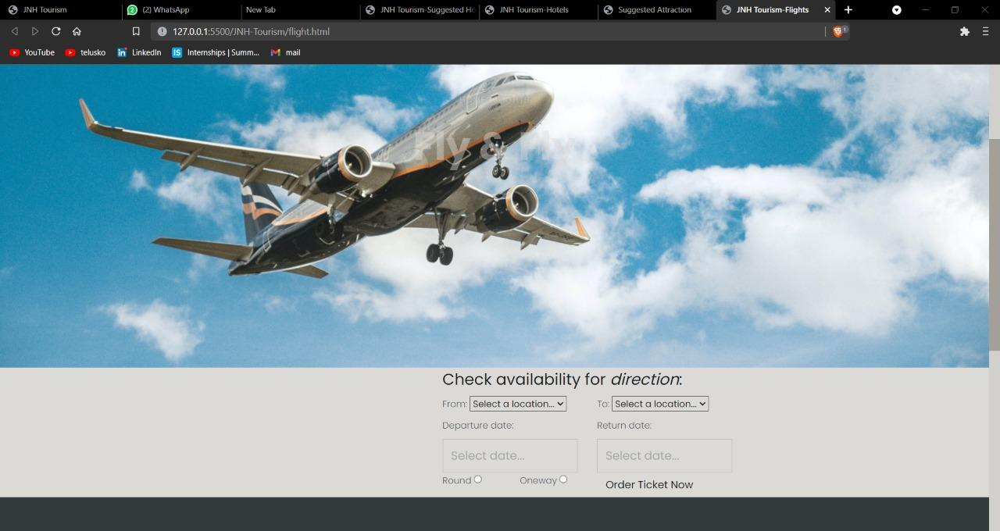 JNH Tourism
(2) WhatsApp
New Tab
JNH Tourism-Suggested Ho
JNH Tourism-Hotels
Suggested Attraction
JNH Tourism-Flights
127.0.0.1:5500/JNH-Tourism/flight.html
1
YouTube
telusko
LinkedIn
Internships | Summ...
mail
Fly & Fly
Check availability for direction:
From: Select a location...
To: Select a location...
Departure date:
Return date:
Select date...
Select date...
Round
Oneway
Order Ticket Now